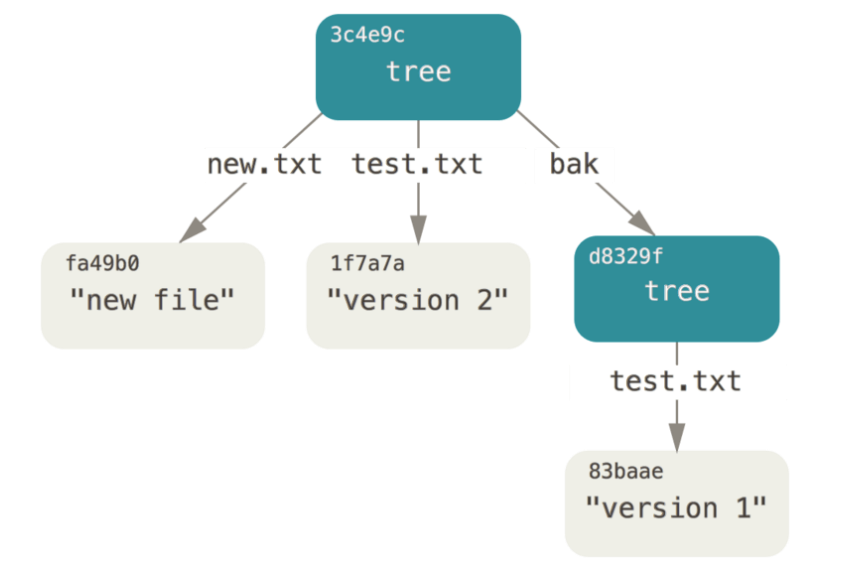 3c4e9c
tree
new.txt test.txt bak
fa49b0
"new file"
1f7a7a
"version 2"
d8329f
tree
test.txt
83baae
"version 1"